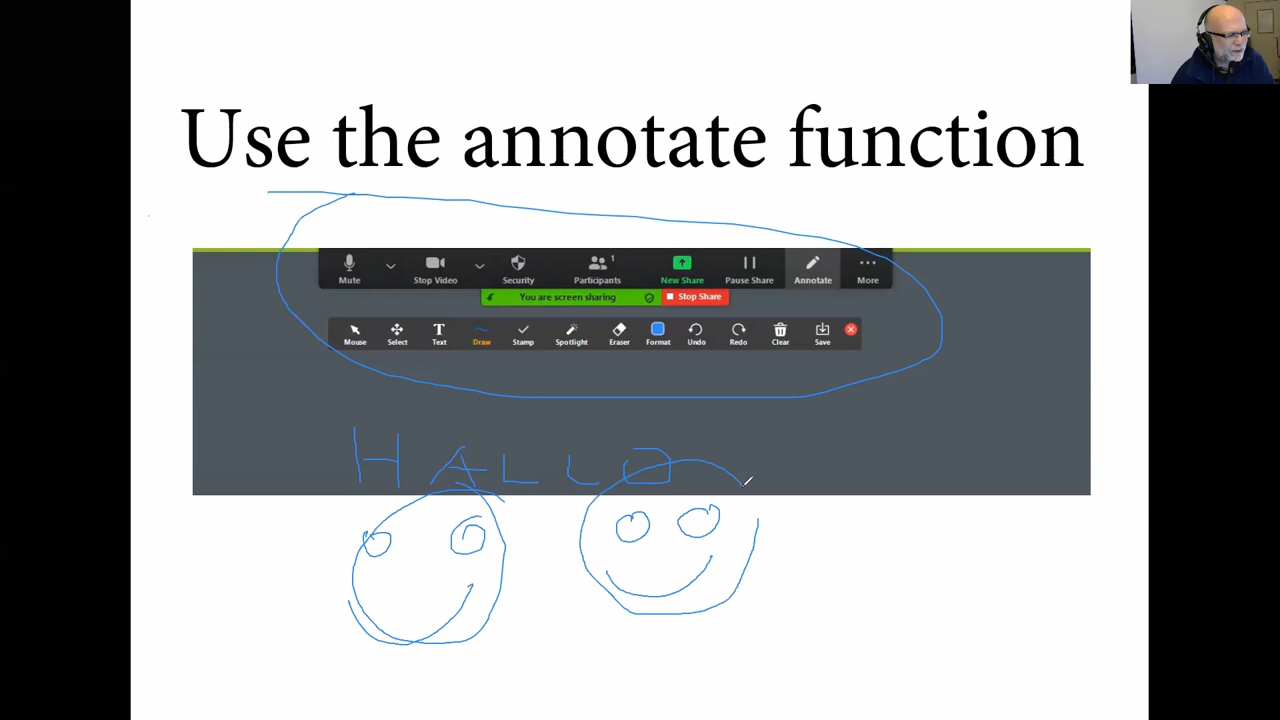 Use the annotate function
1
Mute Stop Video Security Participants New Share Pause Share Annotate More
You are screen sharing Stop Share
Mouse Select Text Draw Stamp Spotlight Eraser Format Undo Redo Clear Save
HALLO